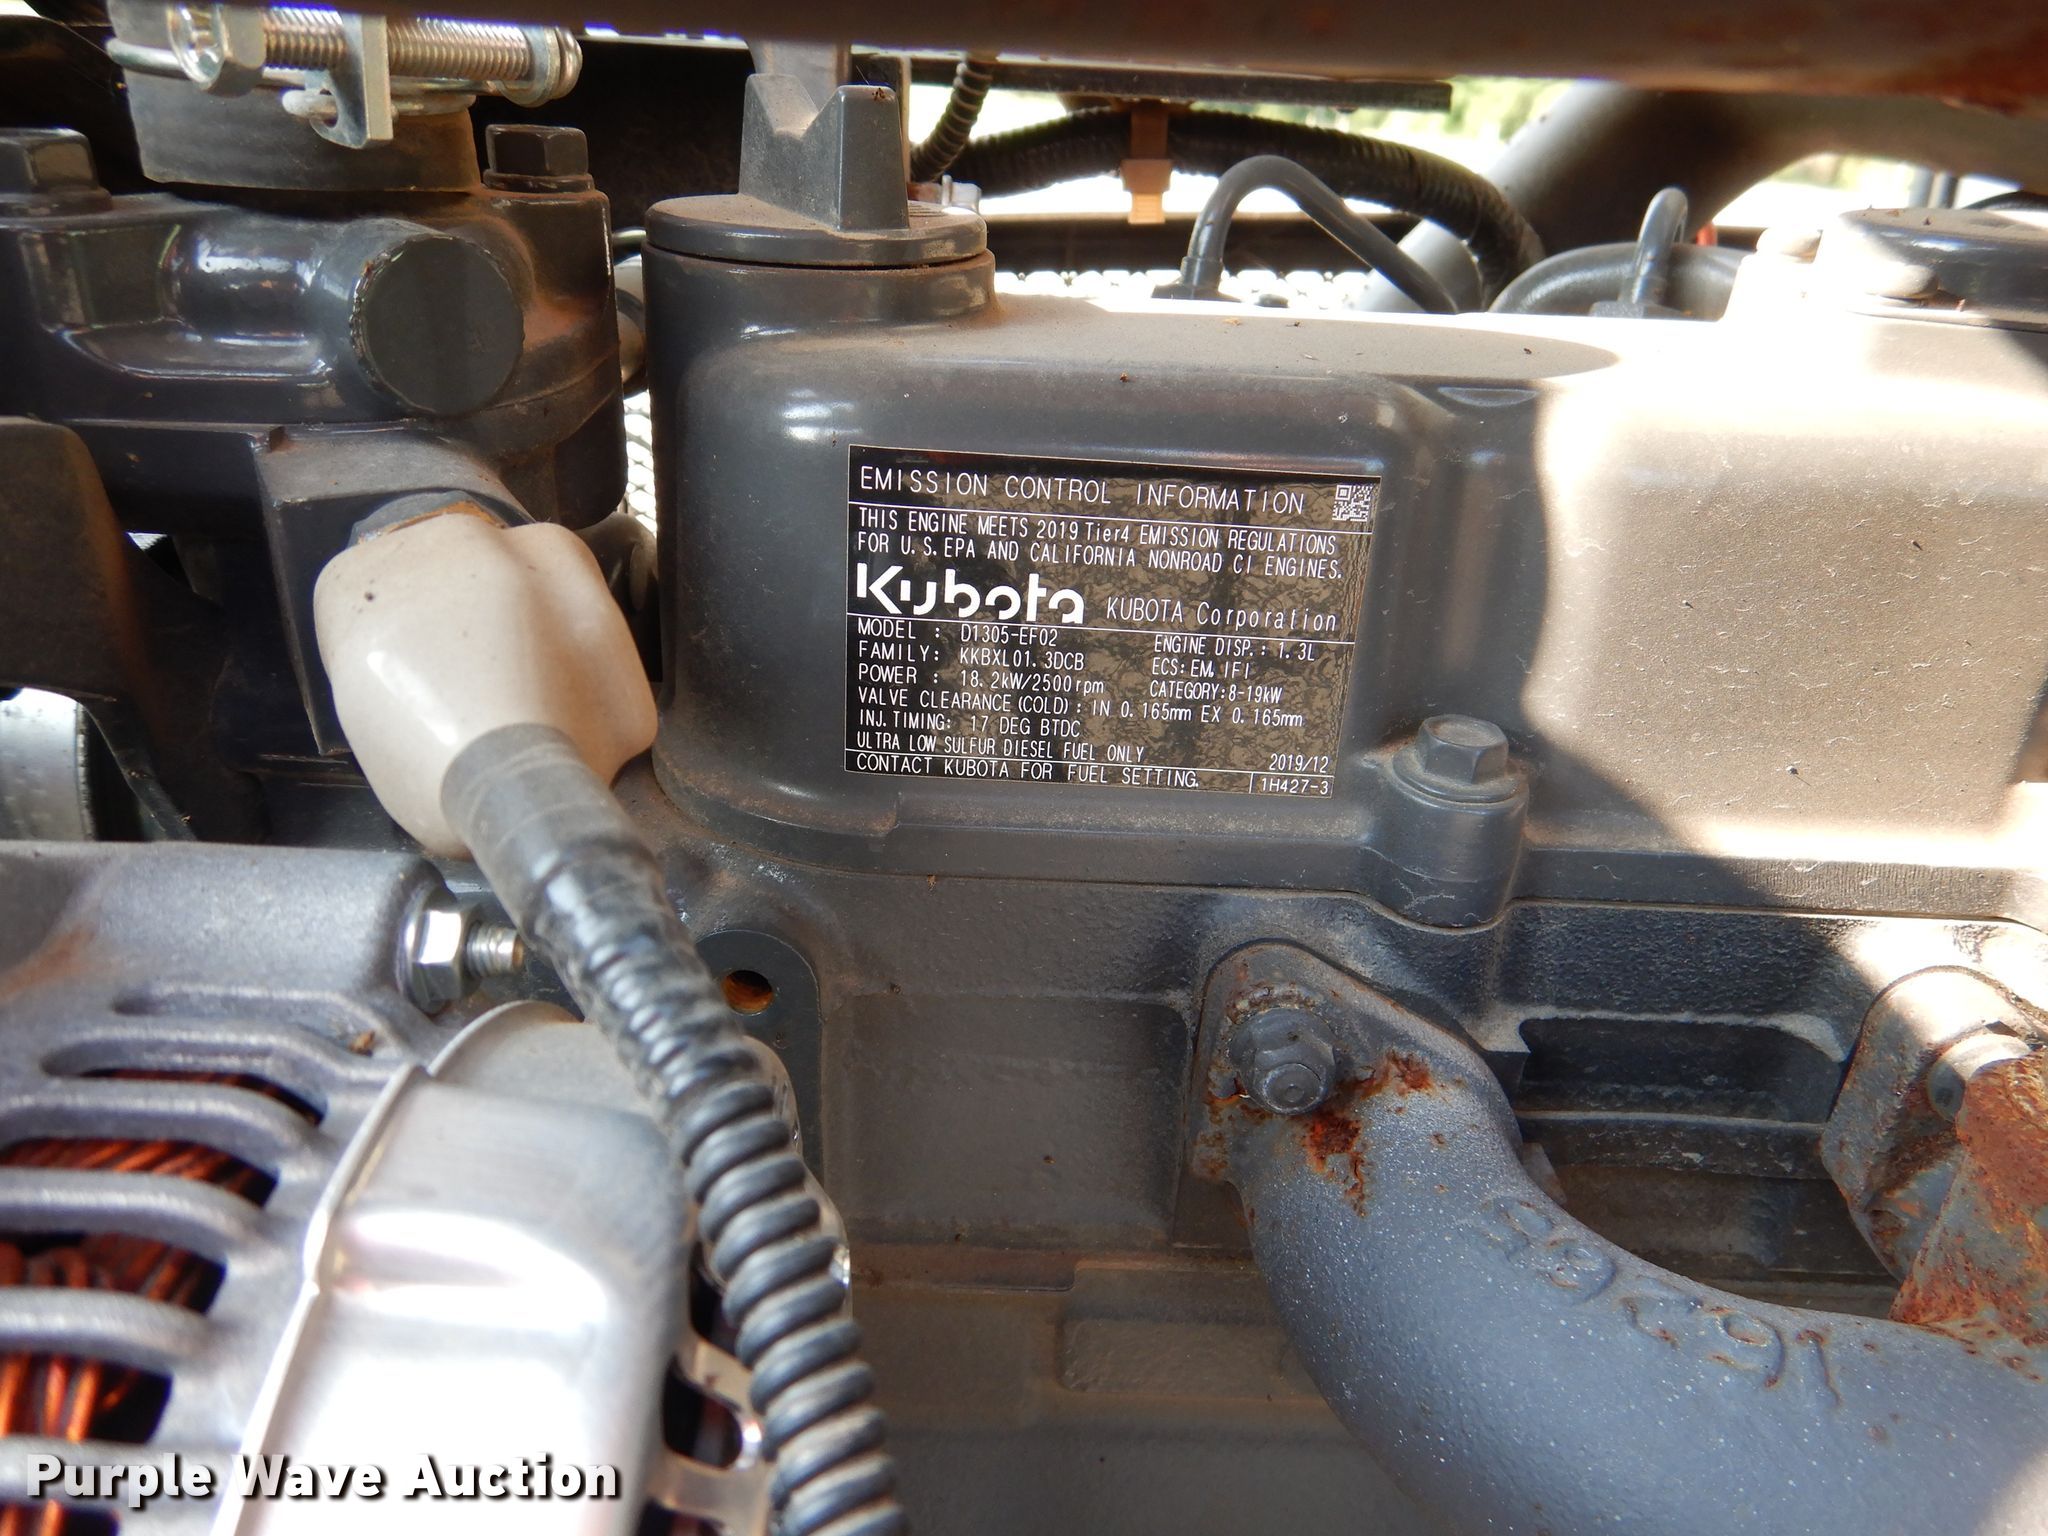 EMISSION CONTROL INFORMATION
THIS ENGINE MEETS 2019 Tier4 EMISSION REGULATIONS
FOR U.S.EPA AND CALIFORNIA NONROAD CI ENGINES.
Kubota KUBOTA Corporation
MODEL : D1305-EF02 ENGINE DISP.: 1.3L
FAMILY: KKBXL01.3DCB ECS:EM,IFI
POWER : 18.2kW/2500rpm CATEGORY:8-19kW
VALVE CLEARANCE(COLD): IN 0.165mm EX 0.165mm
INJ.TIMING: 17 DEG BTDC
ULTRA LOW SULFUR DIESEL FUEL ONLY 2019/12
CONTACT KUBOTA FOR FUEL SETTING. 1H427-3
Purple Wave Auction